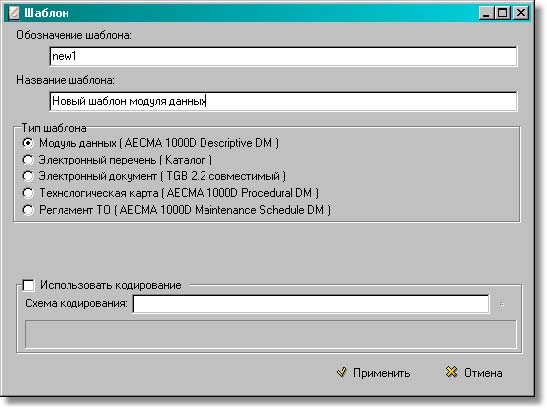 Шаблон
Обозначение шаблона:
new1
Название шаблона:
Новый шаблон модуля данных
Тип шаблона
Модуль данных ( AECMA 1000D Descriptive DM )
Электронный перечень ( Каталог )
Электронный документ ( TGB 2.2 совместимый )
Технологическая карта ( AECMA 1000D Procedural DM )
Регламент ТО ( AECMA 1000D Maintenance Schedule DM )
Использовать кодирование
Схема кодирования:
Применить Отмена